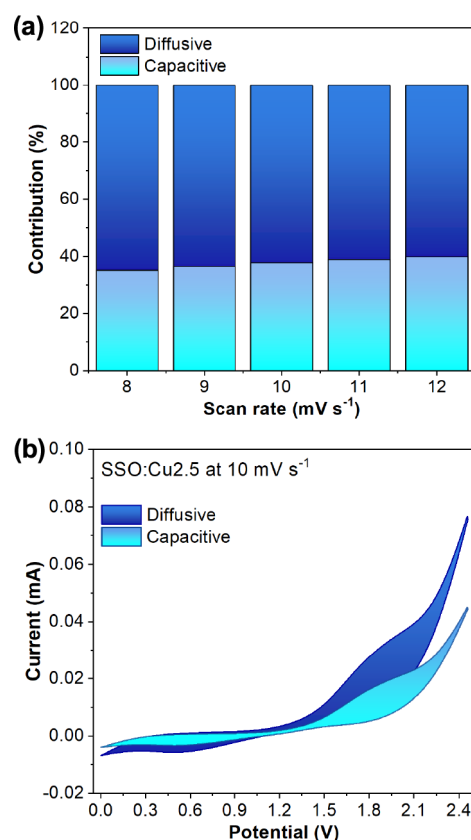 (a)
120
100
80
60
40
20
0
Contribution (%)
Diffusive
Capacitive
8 9 10 11 12
Scan rate (mV s⁻¹)
(b)
0.10
0.08
0.06
0.04
0.02
0.00
-0.02
Current (mA)
SSO:Cu2.5 at 10 mV s⁻¹
Diffusive
Capacitive
0.0 0.3 0.6 0.9 1.2 1.5 1.8 2.1 2.4
Potential (V)